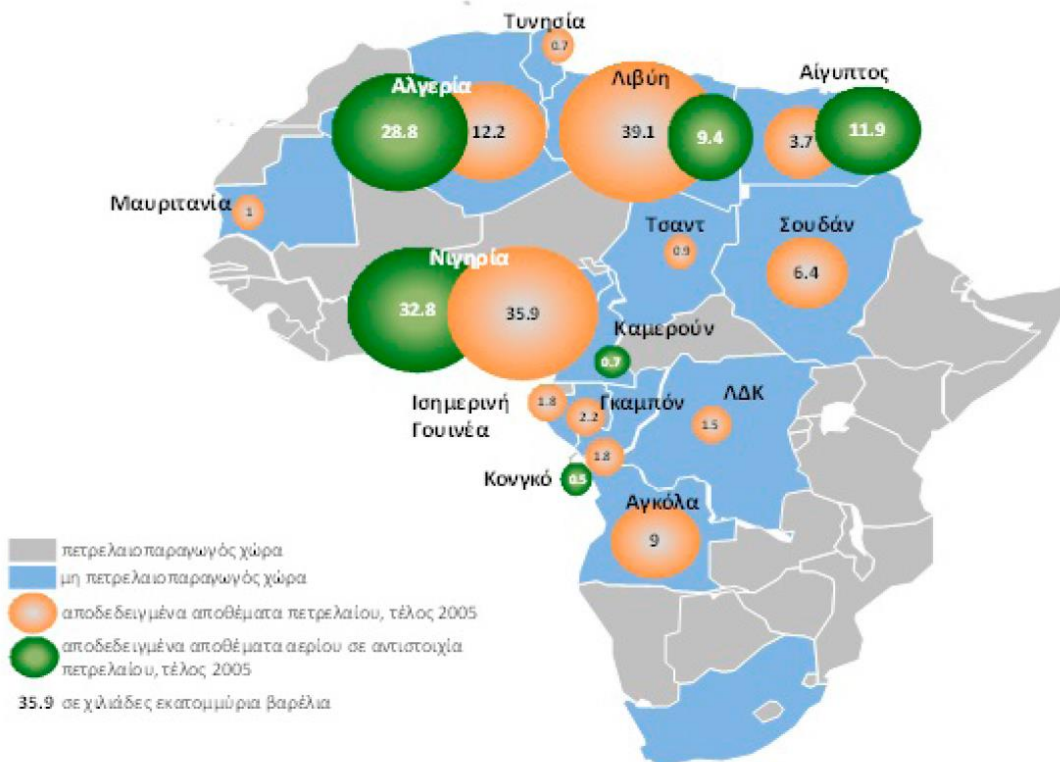 Τυνησία
0.7
Αλγερία
28.8
12.2
Λιβύη
39.1
9.4
Αίγυπτος
3.7
11.9
Μαυριτανία
1
Τσαντ
0.9
Σουδάν
6.4
Νιγηρία
32.8
35.9
Καμερούν
0.7
Ισημερινή
Γουινέα
1.8
Γκαμπόν
2.2
ΛΔΚ
1.5
1.8
Κονγκό
0.5
Αγκόλα
9
πετρελαιοπαραγωγός χώρα
μη πετρελαιοπαραγωγός χώρα
αποδεδειγμένα αποθέματα πετρελαίου, τέλος 2005
αποδεδειγμένα αποθέματα αερίου σε αντιστοιχία
πετρελαίου, τέλος 2005
35.9 σε χιλιάδες εκατομμύρια βαρέλια